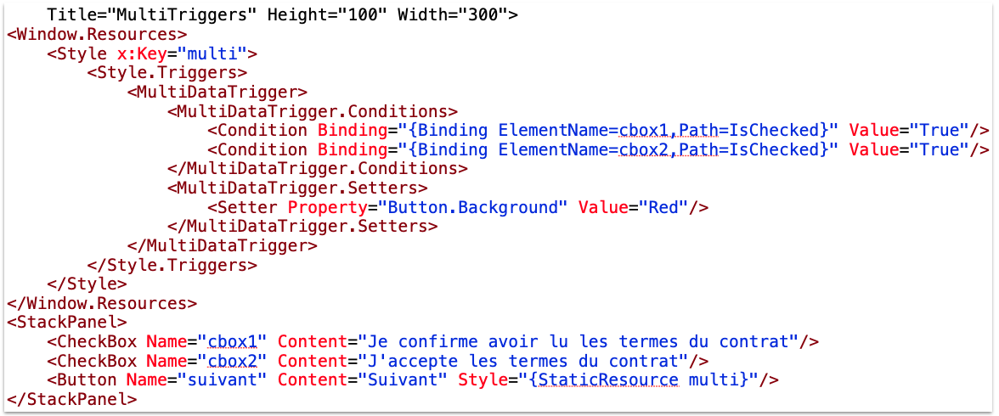 Title="MultiTriggers" Height="100" Width="300">
<Window.Resources>
<Style x:Key="multi">
<Style.Triggers>
<MultiDataTrigger>
<MultiDataTrigger.Conditions>
<Condition Binding="{Binding ElementName=cbox1,Path=IsChecked}" Value="True"/>
<Condition Binding="{Binding ElementName=cbox2,Path=IsChecked}" Value="True"/>
</MultiDataTrigger.Conditions>
<MultiDataTrigger.Setters>
<Setter Property="Button.Background" Value="Red"/>
</MultiDataTrigger.Setters>
</MultiDataTrigger>
</Style.Triggers>
</Style>
</Window.Resources>
<StackPanel>
<CheckBox Name="cbox1" Content="Je confirme avoir lu les termes du contrat"/>
<CheckBox Name="cbox2" Content="J'accepte les termes du contrat"/>
<Button Name="suivant" Content="Suivant" Style="{StaticResource multi}"/>
</StackPanel>